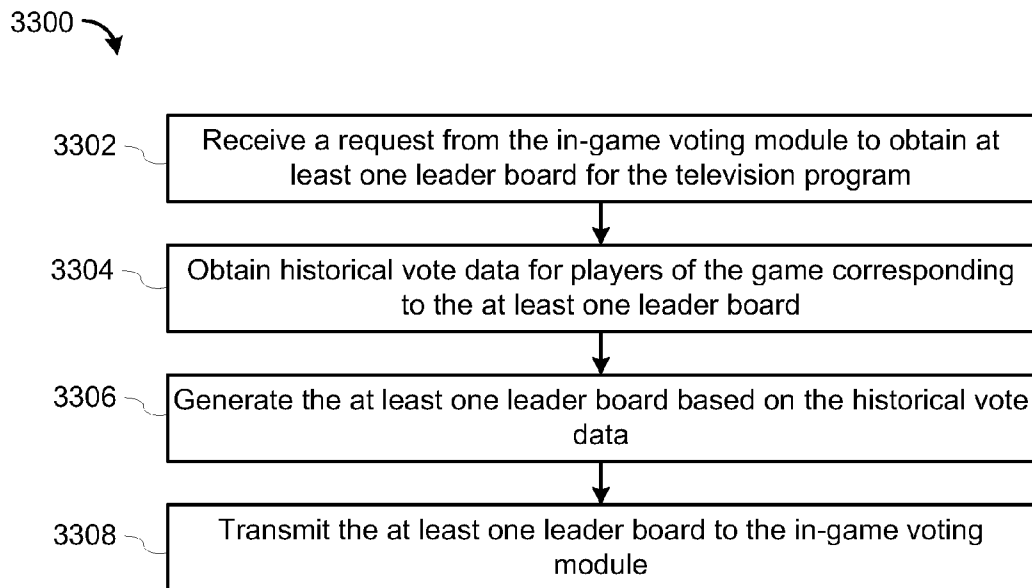 3300
3302
Receive a request from the in-game voting module to obtain at
least one leader board for the television program
3304
Obtain historical vote data for players of the game corresponding
to the at least one leader board
3306
Generate the at least one leader board based on the historical vote
data
3308
Transmit the at least one leader board to the in-game voting
module